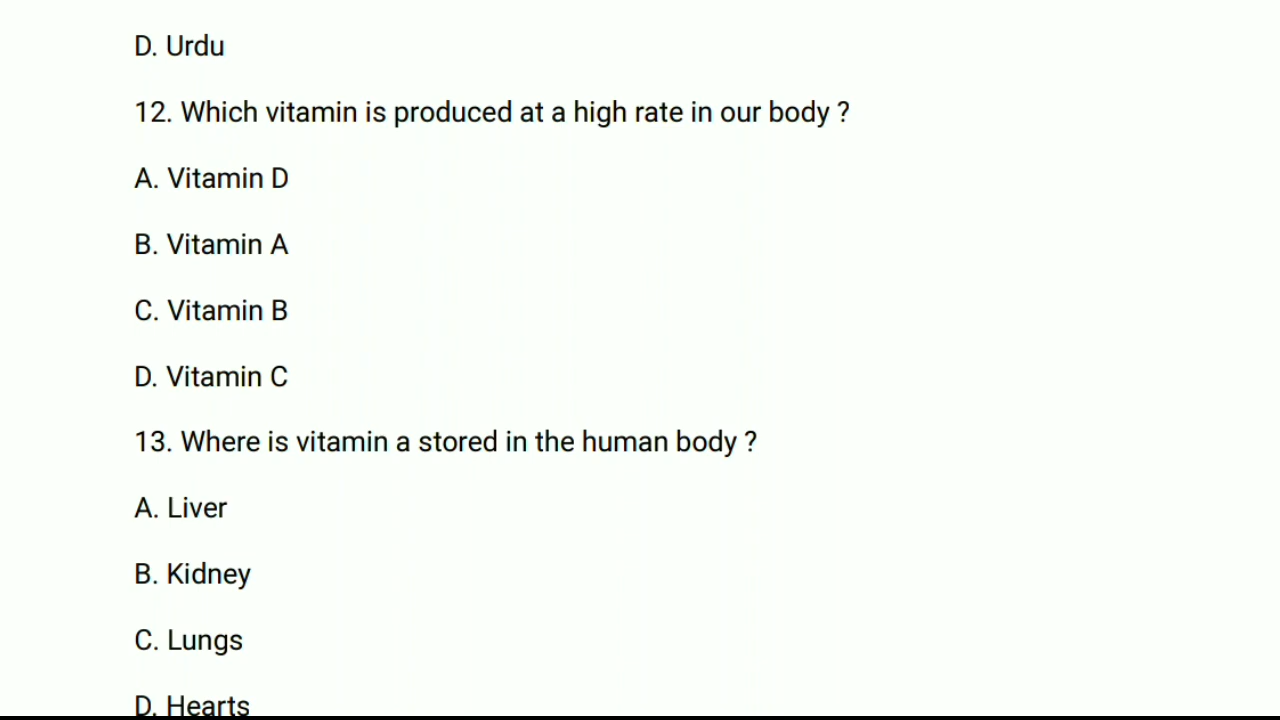 D. Urdu
12. Which vitamin is produced at a high rate in our body ?
A. Vitamin D
B. Vitamin A
C. Vitamin B
D. Vitamin C
13. Where is vitamin a stored in the human body ?
A. Liver
B. Kidney
C. Lungs
D. Hearts